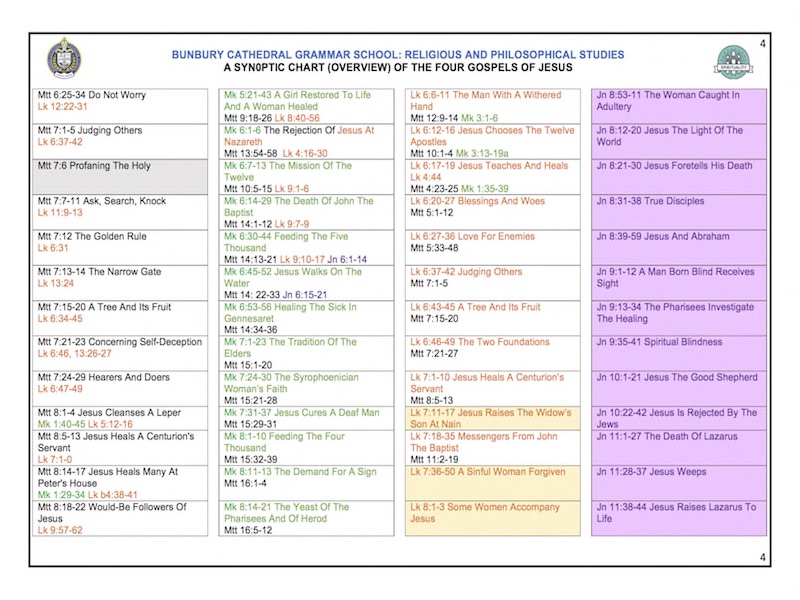 4
BUNBURY CATHEDRAL GRAMMAR SCHOOL: RELIGIOUS AND PHILOSOPHICAL STUDIES
A SYN0PTIC CHART (OVERVIEW) OF THE FOUR GOSPELS OF JESUS
SPIRITUALITY
Mtt 6:25-34 Do Not Worry
Lk 12:22-31
Mtt 7:1-5 Judging Others
Lk 6:37-42
Mtt 7:6 Profaning The Holy
Mtt 7:7-11 Ask, Search, Knock
Lk 11:9-13
Mtt 7:12 The Golden Rule
Lk 6:31
Mtt 7:13-14 The Narrow Gate
Lk 13:24
Mtt 7:15-20 A Tree And Its Fruit
Lk 6:34-45
Mtt 7:21-23 Concerning Self-Deception
Lk 6:46, 13:26-27
Mtt 7:24-29 Hearers And Doers
Lk 6:47-49
Mtt 8:1-4 Jesus Cleanses A Leper
Mk 1:40-45 Lk 5:12-16
Mtt 8:5-13 Jesus Heals A Centurion's
Servant
Lk 7:1-0
Mtt 8:14-17 Jesus Heals Many At
Peter's House
Mk 1:29-34 Lk b4:38-41
Mtt 8:18-22 Would-Be Followers Of
Jesus
Lk 9:57-62
Mk 5:21-43 A Girl Restored To Life
And A Woman Healed
Mtt 9:18-26 Lk 8:40-56
Mk 6:1-6 The Rejection Of Jesus At
Nazareth
Mtt 13:54-58 Lk 4:16-30
Mk 6:7-13 The Mission Of The
Twelve
Mtt 10:5-15 Lk 9:1-6
Mk 6:14-29 The Death Of John The
Baptist
Mtt 14:1-12 Lk 9:7-9
Mk 6:30-44 Feeding The Five
Thousand
Mtt 14:13-21 Lk 9:10-17 Jn 6:1-14
Mk 6:45-52 Jesus Walks On The
Water
Mtt 14: 22-33 Jn 6:15-21
Mk 6:53-56 Healing The Sick In
Gennesaret
Mtt 14:34-36
Mk 7:1-23 The Tradition Of The
Elders
Mtt 15:1-20
Mk 7:24-30 The Syrophoenician
Woman's Faith
Mtt 15:21-28
Mk 7:31-37 Jesus Cures A Deaf Man
Mtt 15:29-31
Mk 8:1-10 Feeding The Four
Thousand
Mtt 15:32-39
Mk 8:11-13 The Demand For A Sign
Mtt 16:1-4
Mk 8:14-21 The Yeast Of The
Pharisees And Of Herod
Mtt 16:5-12
Lk 6:6-11 The Man With A Withered
Hand
Mtt 12:9-14 Mk 3:1-6
Lk 6:12-16 Jesus Chooses The Twelve
Apostles
Mtt 10:1-4 Mk 3:13-19a
Lk 6:17-19 Jesus Teaches And Heals
Lk 4:44
Mtt 4:23-25 Mk 1:35-39
Lk 6:20-27 Blessings And Woes
Mtt 5:1-12
Lk 6:27-36 Love For Enemies
Mtt 5:33-48
Lk 6:37-42 Judging Others
Mtt 7:1-5
Lk 6:43-45 A Tree And Its Fruit
Mtt 7:15-20
Lk 6:46-49 The Two Foundations
Mtt 7:21-27
Lk 7:1-10 Jesus Heals A Centurion's
Servant
Mtt 8:5-13
Lk 7:11-17 Jesus Raises The Widow's
Son At Nain
Lk 7:18-35 Messengers From John
The Baptist
Mtt 11:2-19
Lk 7:36-50 A Sinful Woman Forgiven
Lk 8:1-3 Some Women Accompany
Jesus
Jn 8:53-11 The Woman Caught In
Adultery
Jn 8:12-20 Jesus The Light Of The
World
Jn 8:21-30 Jesus Foretells His Death
Jn 8:31-38 True Disciples
Jn 8:39-59 Jesus And Abraham
Jn 9:1-12 A Man Born Blind Receives
Sight
Jn 9:13-34 The Pharisees Investigate
The Healing
Jn 9:35-41 Spiritual Blindness
Jn 10:1-21 Jesus The Good Shepherd
Jn 10:22-42 Jesus Is Rejected By The
Jews
Jn 11:1-27 The Death Of Lazarus
Jn 11:28-37 Jesus Weeps
Jn 11:38-44 Jesus Raises Lazarus To
Life
4